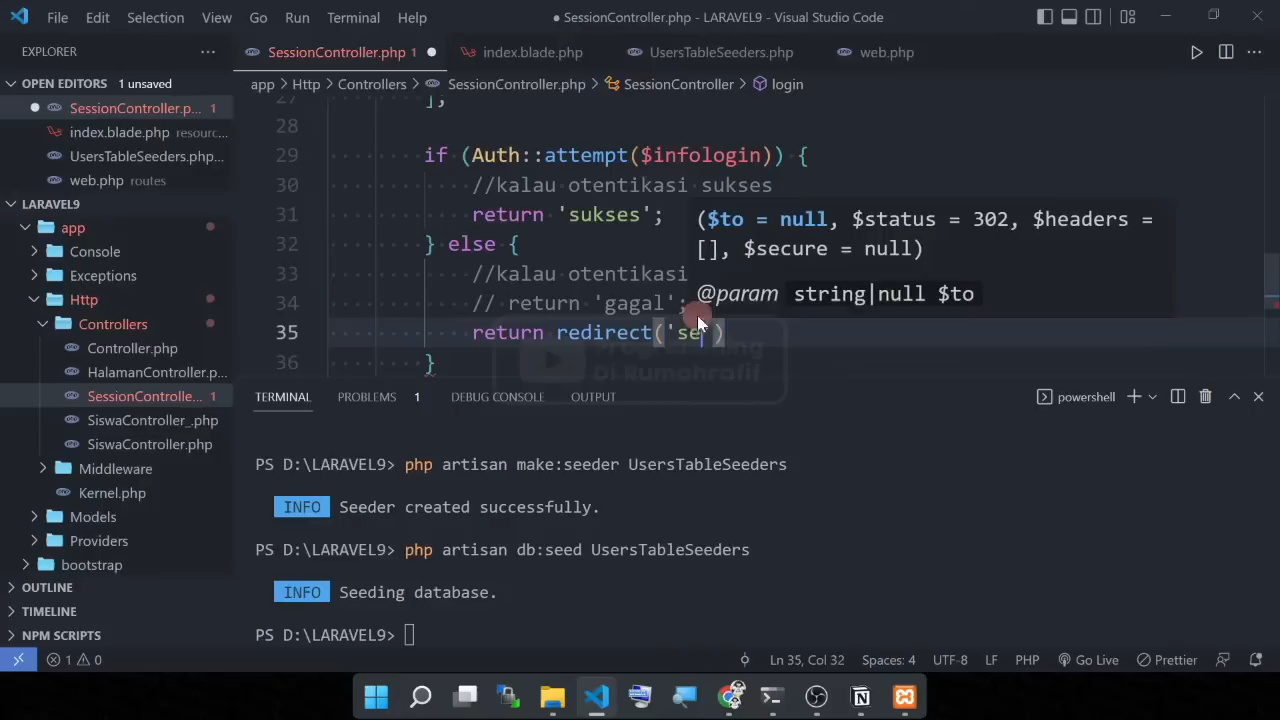 File Edit Selection View Go Run Terminal Help
● SessionController.php - LARAVEL9 - Visual Studio Code
EXPLORER
SessionController.php 1 ●
index.blade.php
UsersTableSeeders.php
web.php
OPEN EDITORS 1 unsaved
app > Http > Controllers > SessionController.php > SessionController > login
SessionController.p... 1
index.blade.php resourc...
UsersTableSeeders.php...
web.php routes
LARAVEL9
app
Console
Exceptions
Http
Controllers
Controller.php
HalamanController.p...
SessionControlle... 1
SiswaController_.php
SiswaController.php
Middleware
Kernel.php
Models
Providers
bootstrap
OUTLINE
TIMELINE
NPM SCRIPTS
27 ];
28
29 if (Auth::attempt($infologin)) {
30 //kalau otentikasi sukses
31 return 'sukses';
32 } else {
33 //kalau otentikasi
34 // return 'gagal';
35 return redirect('se')
36 }
($to = null, $status = 302, $headers =
[], $secure = null)
@param string|null $to
Di Rumahrafif
TERMINAL PROBLEMS 1 DEBUG CONSOLE OUTPUT
powershell
PS D:\LARAVEL9> php artisan make:seeder UsersTableSeeders
INFO Seeder created successfully.
PS D:\LARAVEL9> php artisan db:seed UsersTableSeeders
INFO Seeding database.
PS D:\LARAVEL9>
1 0
Ln 35, Col 32 Spaces: 4 UTF-8 LF PHP Go Live Prettier